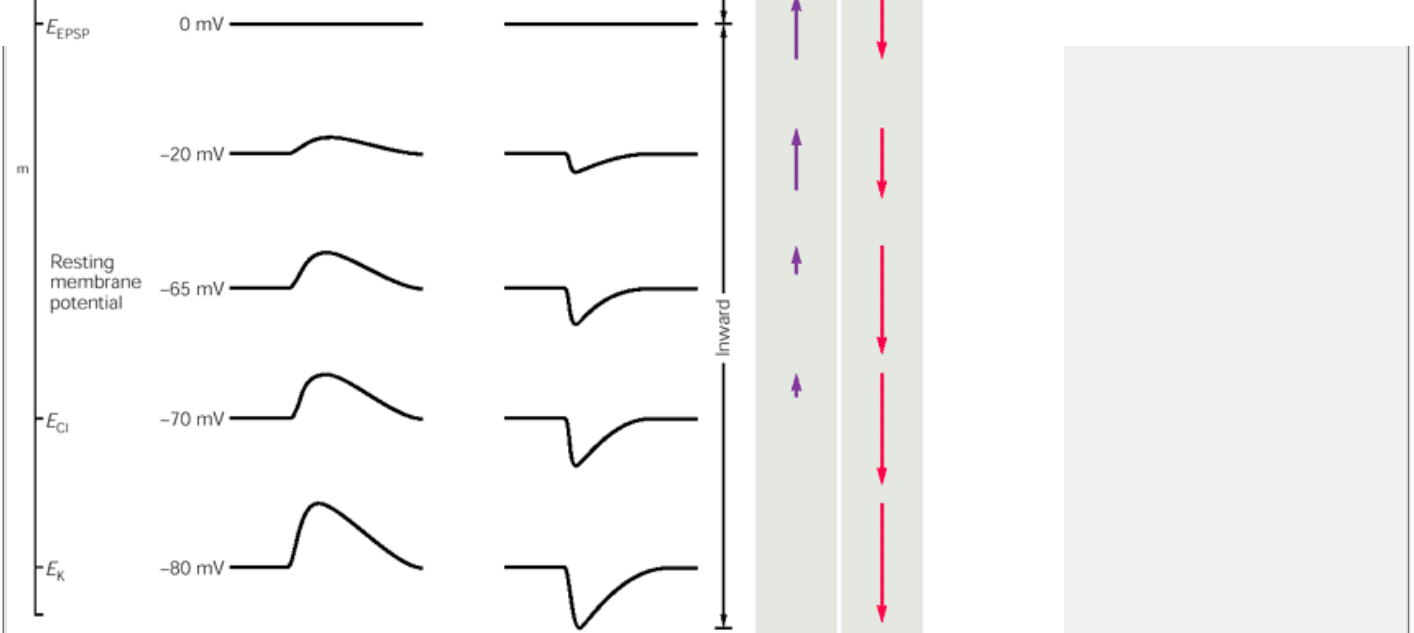 E_EPSP 0 mV
–20 mV
m
Resting
membrane
potential
–65 mV
Inward
E_Cl –70 mV
E_K –80 mV